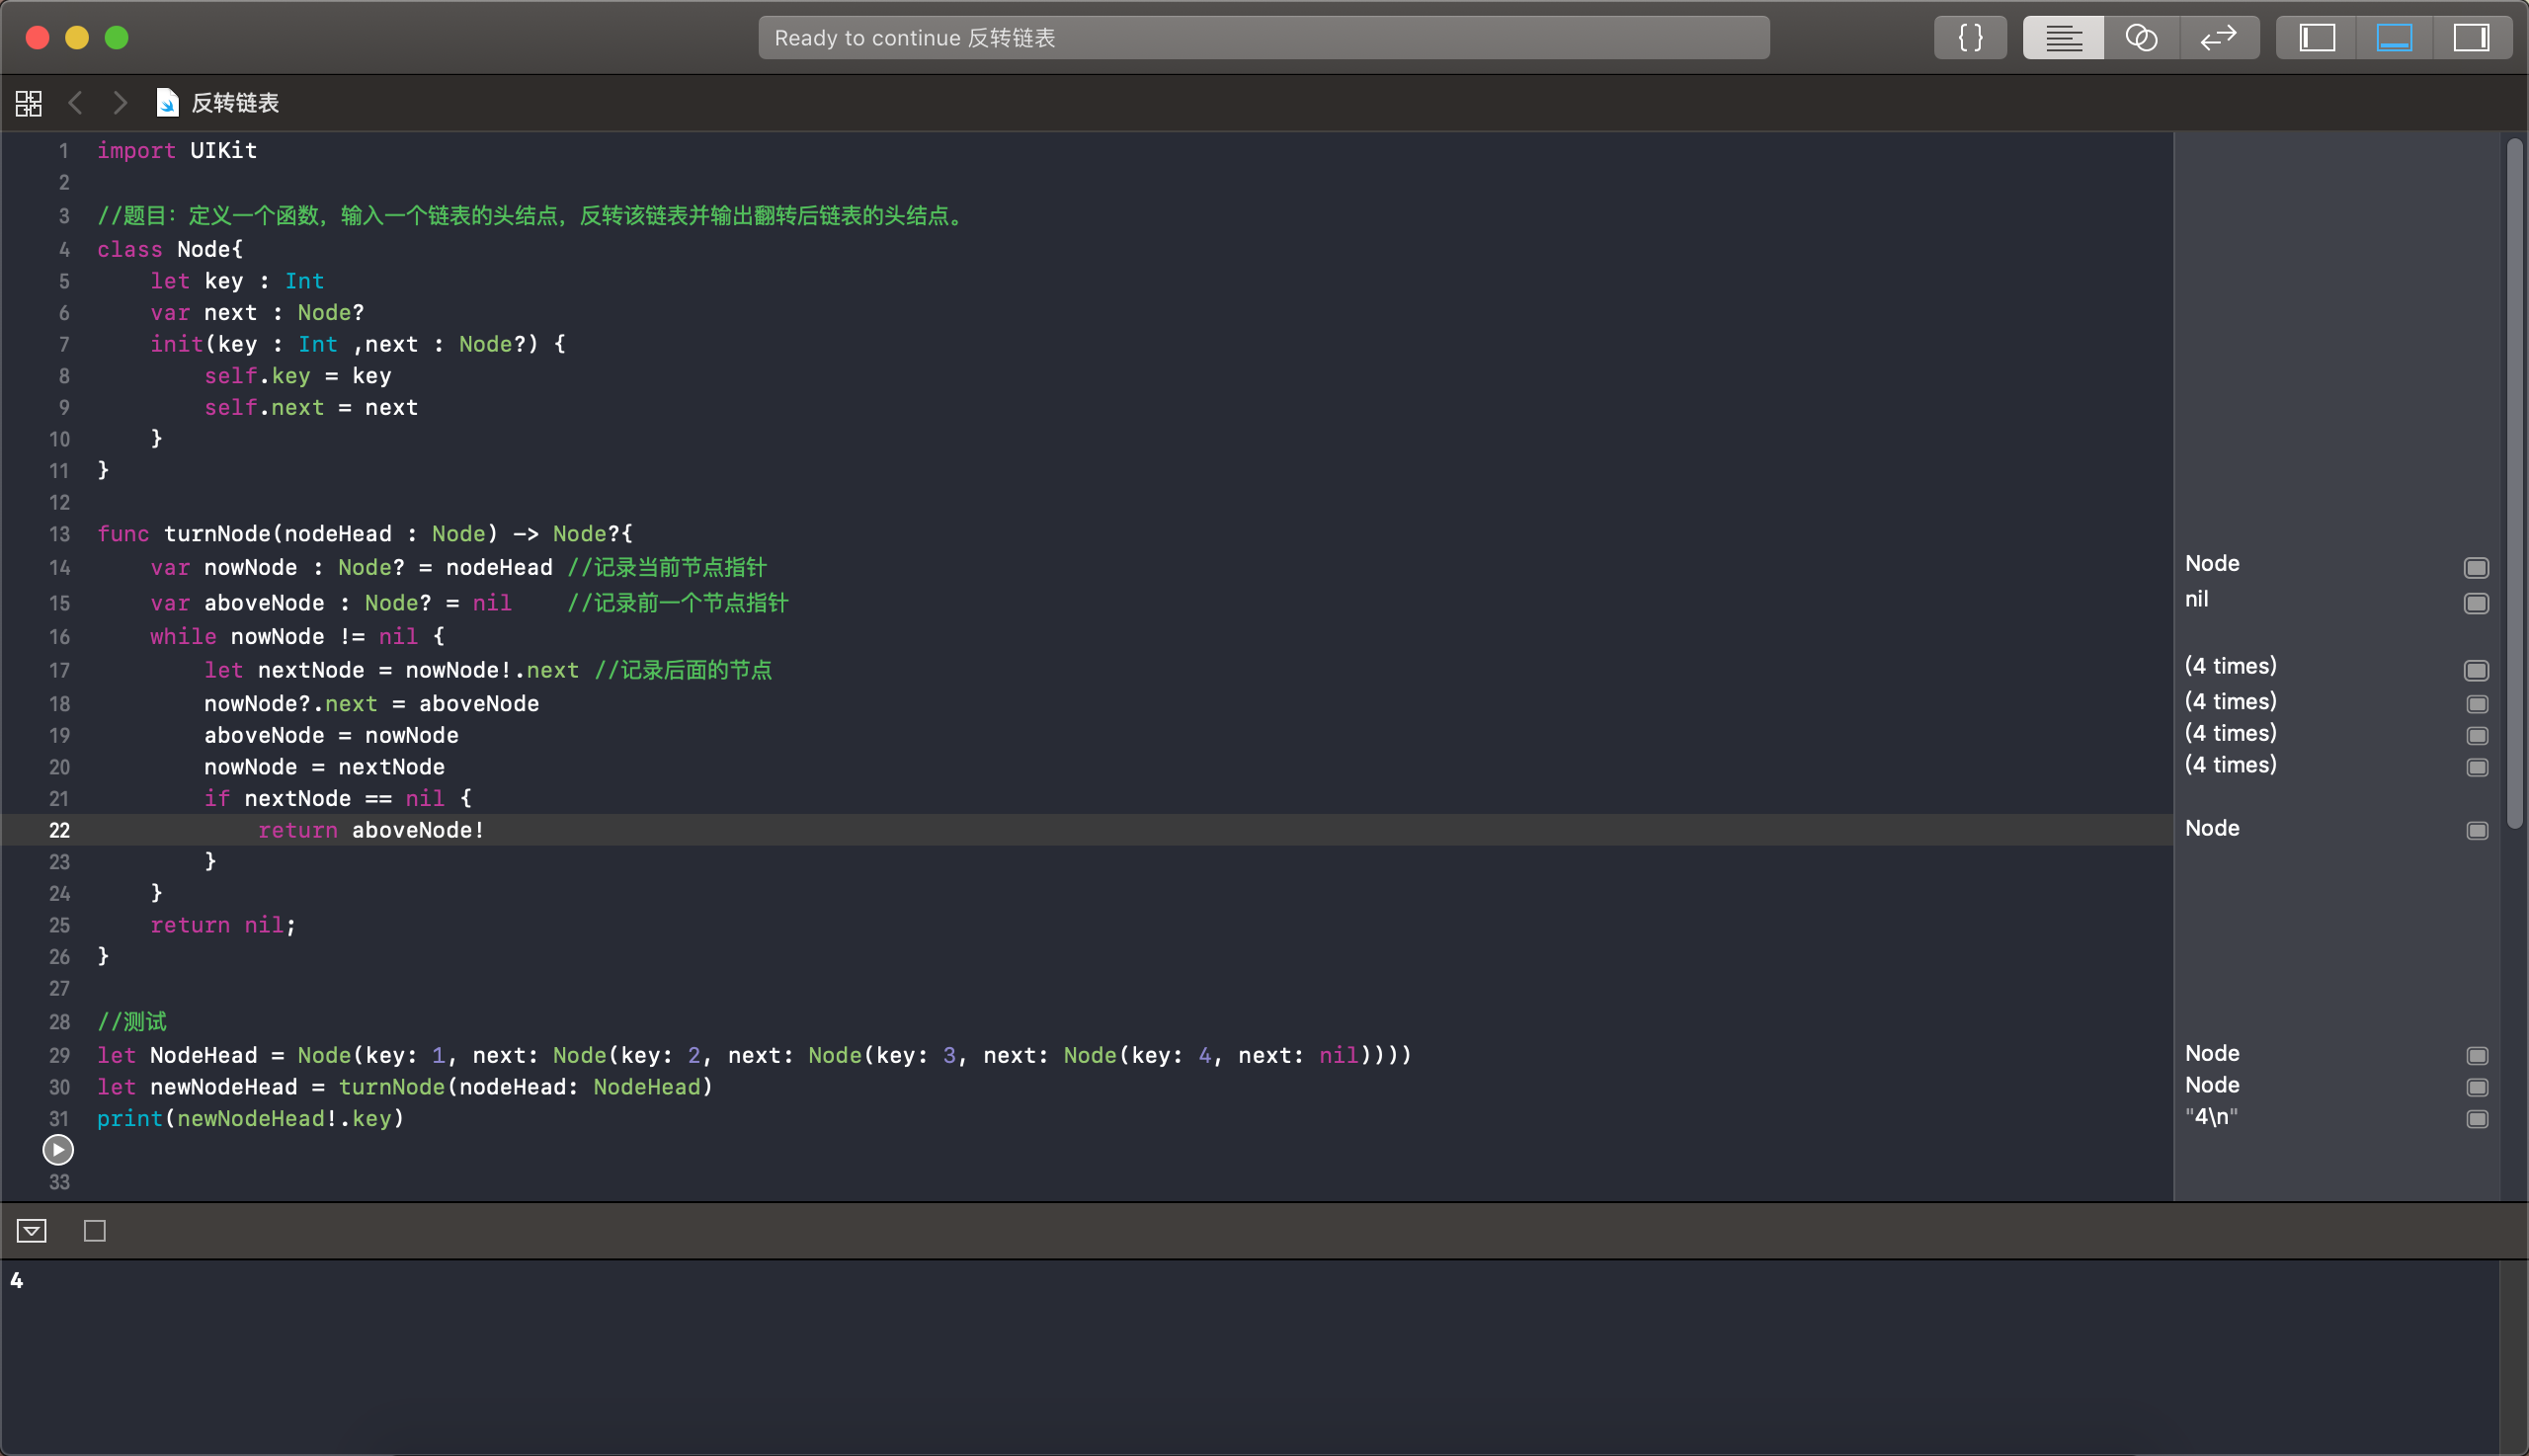 Ready to continue 反转链表
{ }
反转链表
1 import UIKit
2
3 //题目：定义一个函数，输入一个链表的头结点，反转该链表并输出翻转后链表的头结点。
4 class Node{
5     let key : Int
6     var next : Node?
7     init(key : Int ,next : Node?) {
8         self.key = key
9         self.next = next
10     }
11 }
12
13 func turnNode(nodeHead : Node) -> Node?{
14     var nowNode : Node? = nodeHead //记录当前节点指针 Node
15     var aboveNode : Node? = nil    //记录前一个节点指针 nil
16     while nowNode != nil {
17         let nextNode = nowNode!.next //记录后面的节点 (4 times)
18         nowNode?.next = aboveNode (4 times)
19         aboveNode = nowNode (4 times)
20         nowNode = nextNode (4 times)
21         if nextNode == nil {
22             return aboveNode! Node
23         }
24     }
25     return nil;
26 }
27
28 //测试
29 let NodeHead = Node(key: 1, next: Node(key: 2, next: Node(key: 3, next: Node(key: 4, next: nil)))) Node
30 let newNodeHead = turnNode(nodeHead: NodeHead) Node
31 print(newNodeHead!.key) "4\n"
33
4